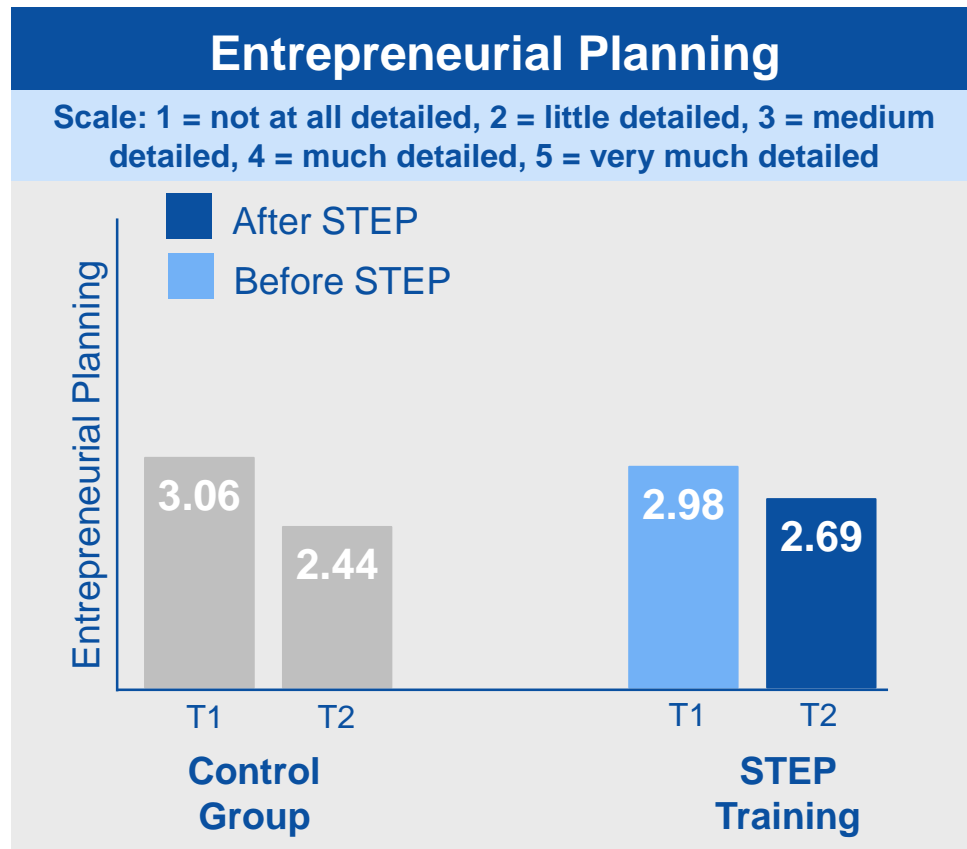 Entrepreneurial Planning
Scale: 1 = not at all detailed, 2 = little detailed, 3 = medium
detailed, 4 = much detailed, 5 = very much detailed
After STEP
Before STEP
Entrepreneurial Planning
3.06
2.44
2.98
2.69
T1 T2 T1 T2
Control
Group
STEP
Training